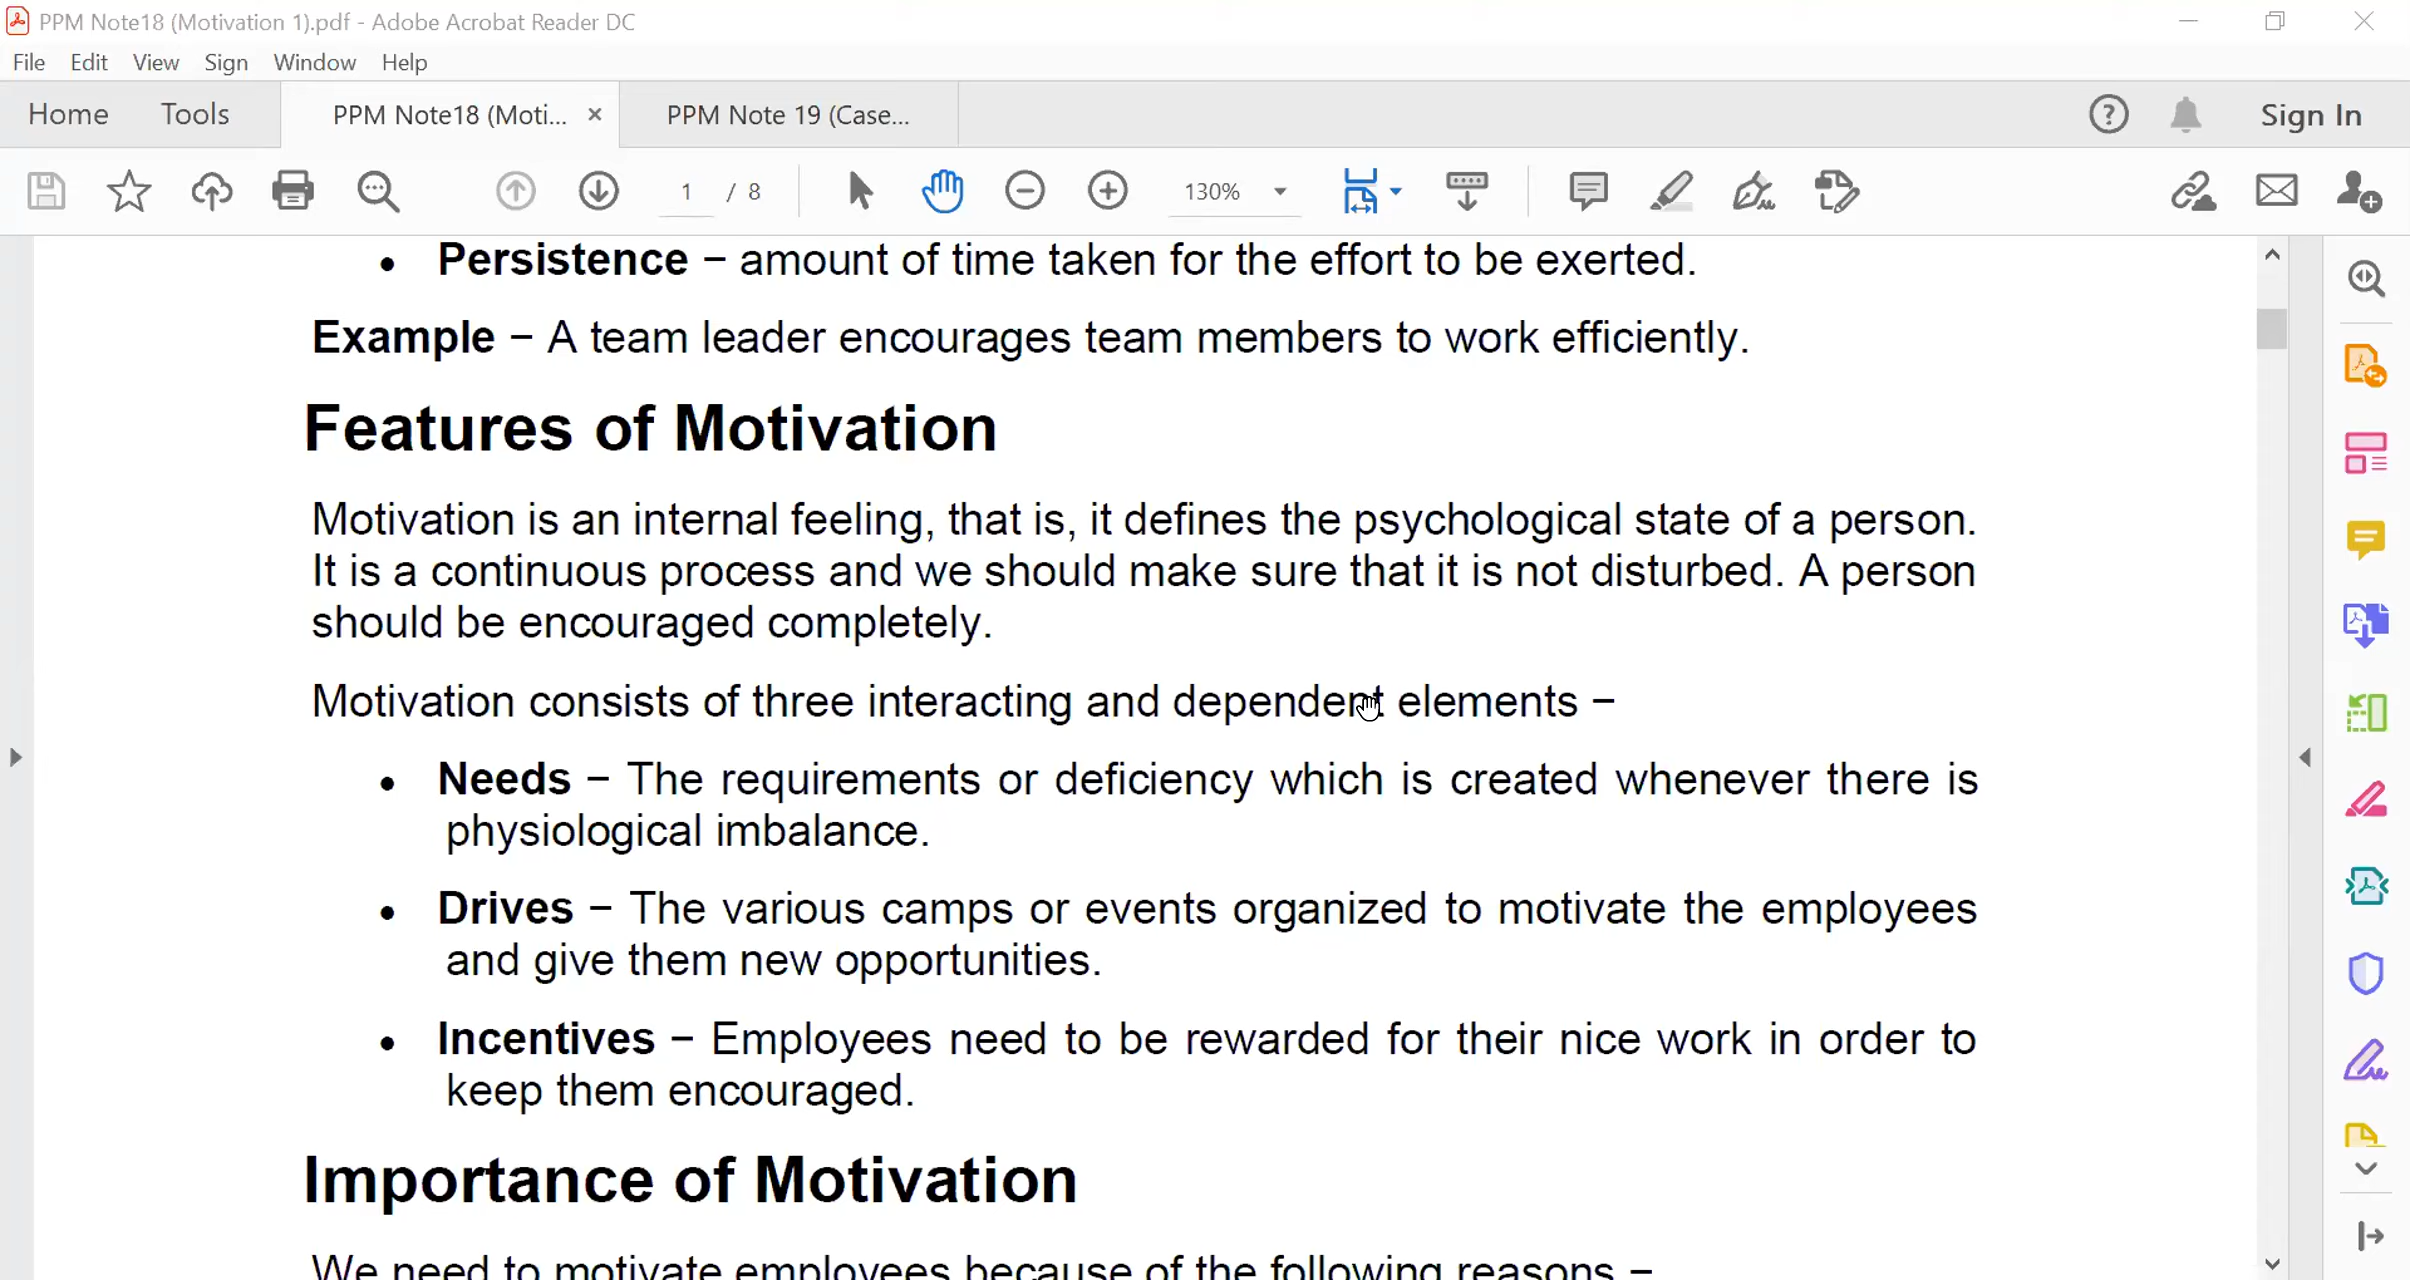 PPM Note18 (Motivation 1).pdf - Adobe Acrobat Reader DC
File Edit View Sign Window Help
Home Tools PPM Note18 (Moti... × PPM Note 19 (Case... Sign In
1 / 8 130%
• Persistence – amount of time taken for the effort to be exerted.
Example – A team leader encourages team members to work efficiently.
Features of Motivation
Motivation is an internal feeling, that is, it defines the psychological state of a person.
It is a continuous process and we should make sure that it is not disturbed. A person
should be encouraged completely.
Motivation consists of three interacting and dependent elements –
• Needs – The requirements or deficiency which is created whenever there is
physiological imbalance.
• Drives – The various camps or events organized to motivate the employees
and give them new opportunities.
• Incentives – Employees need to be rewarded for their nice work in order to
keep them encouraged.
Importance of Motivation
We need to motivate employees because of the following reasons –